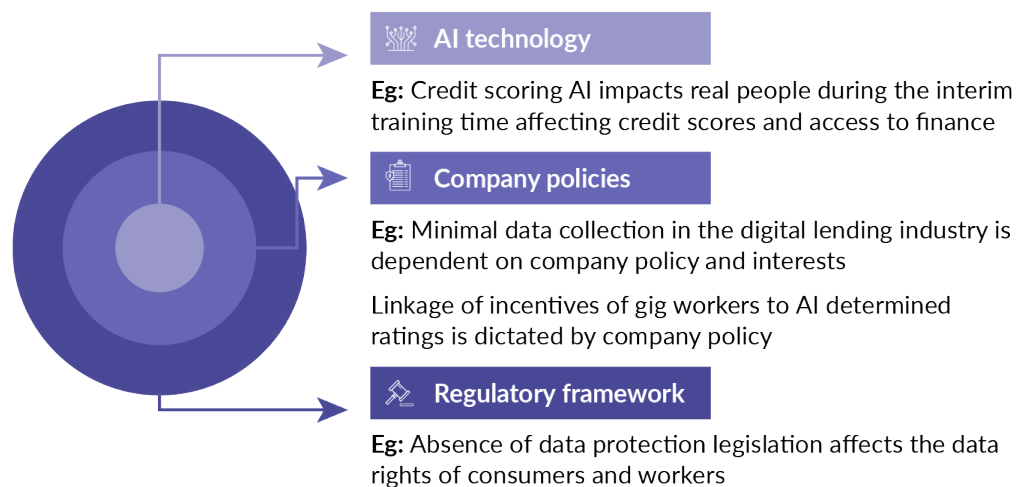 AI technology
Eg: Credit scoring AI impacts real people during the interim
training time affecting credit scores and access to finance
Company policies
Eg: Minimal data collection in the digital lending industry is
dependent on company policy and interests
Linkage of incentives of gig workers to AI determined
ratings is dictated by company policy
Regulatory framework
Eg: Absence of data protection legislation affects the data
rights of consumers and workers